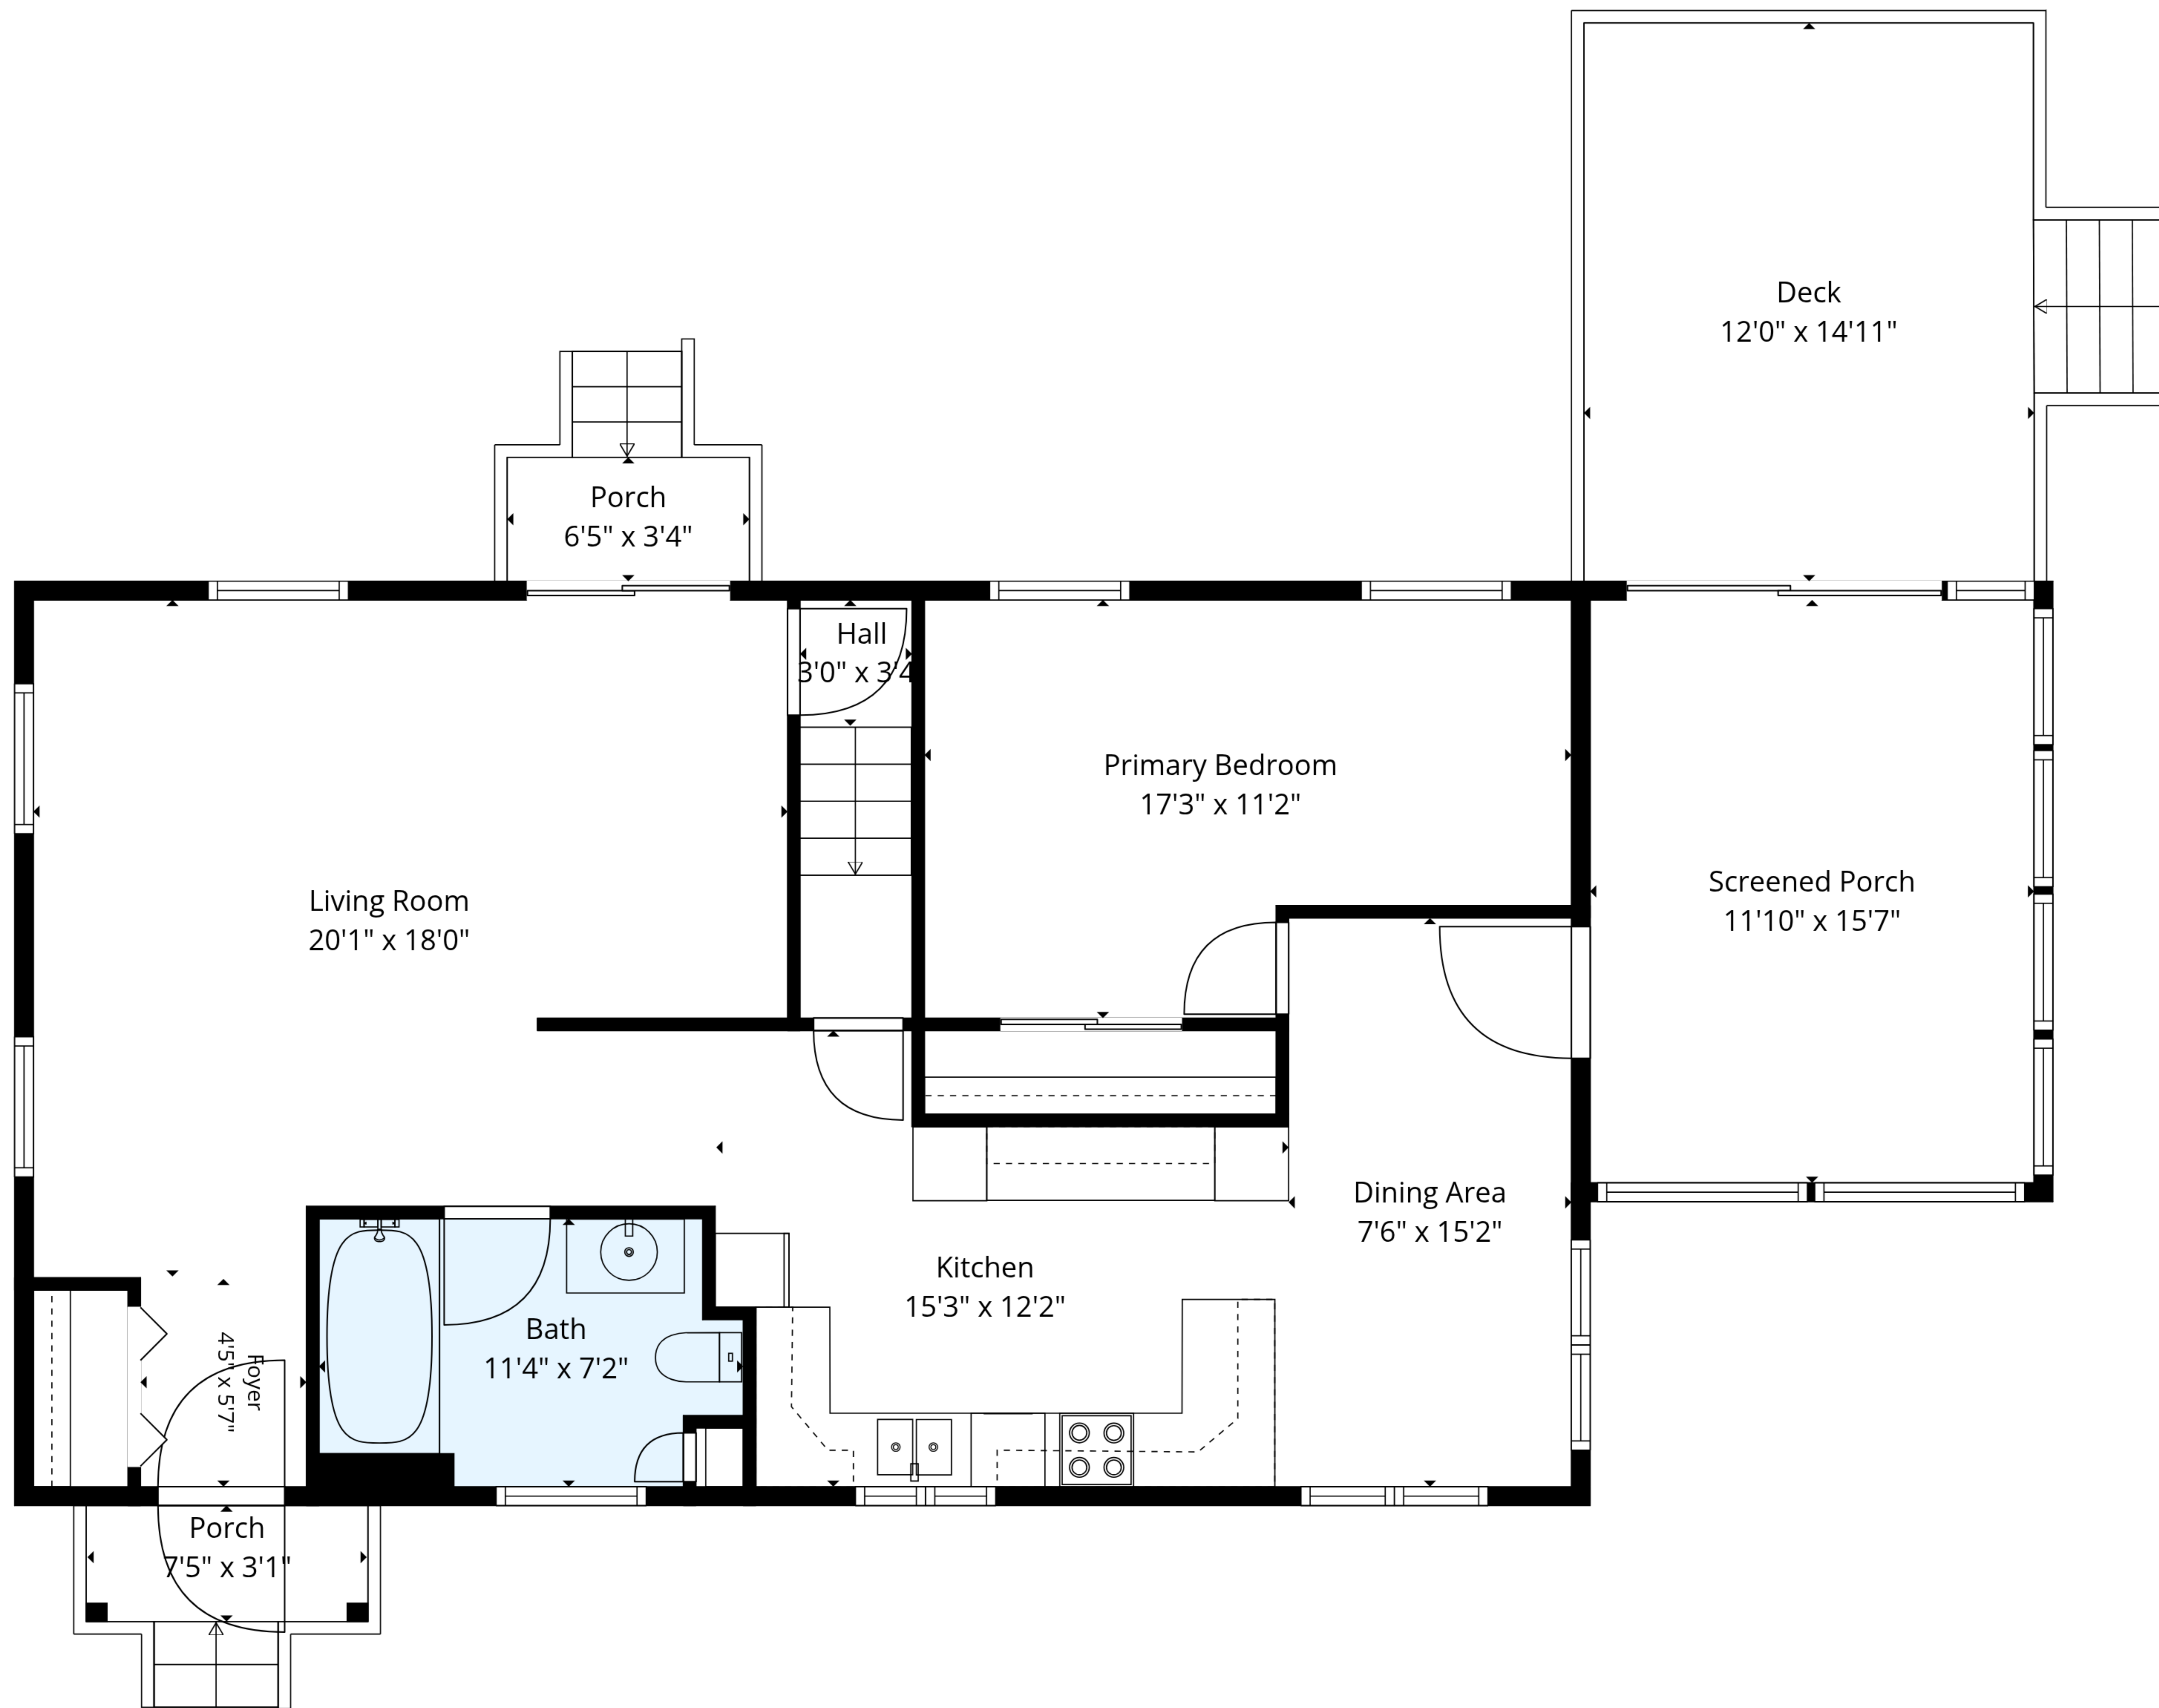 Deck
12'0" x 14'11"
Porch
6'5" x 3'4"
Hall
3'0" x 3'4
Primary Bedroom
17'3" x 11'2"
Screened Porch
11'10" x 15'7"
Living Room
20'1" x 18'0"
Dining Area
7'6" x 15'2"
Kitchen
15'3" x 12'2"
Bath
11'4" x 7'2"
Foyer
4'5" x 5'7"
Porch
7'5" x 3'1"